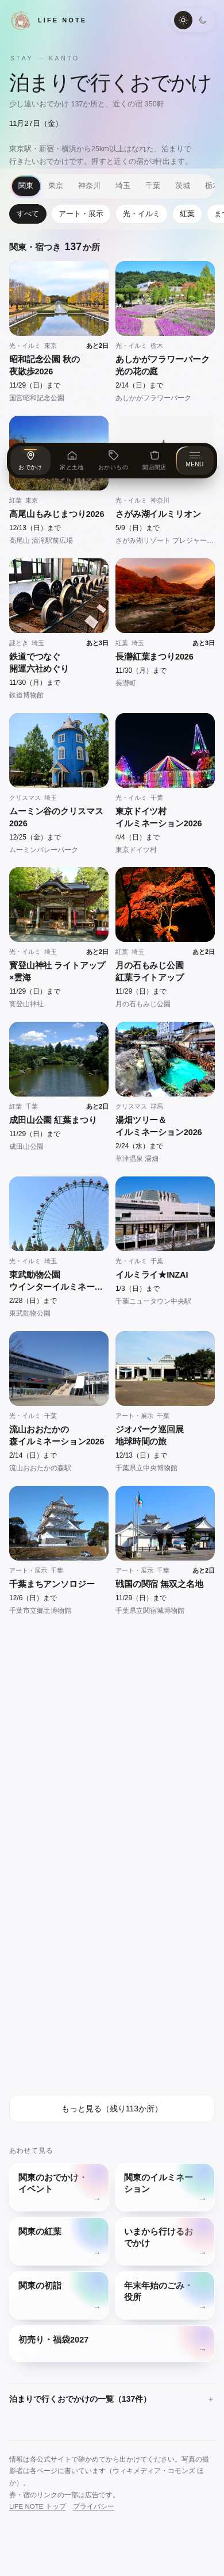 LIFE NOTE
STAY — KANTO
泊まりで行くおでかけ
少し遠いおでかけ 137か所と、近くの宿 350軒
11月27日（金）
東京駅・新宿・横浜から25km以上はなれた、泊まりで
行きたいおでかけです。押すと近くの宿が3軒出ます。
関東 東京 神奈川 埼玉 千葉 茨城
すべて アート・展示 光・イルミ 紅葉
関東・宿つき 137か所
光・イルミ 東京 あと2日
昭和記念公園 秋の
夜散歩2026
11/29（日）まで
国営昭和記念公園
光・イルミ 栃木
あしかがフラワーパーク
光の花の庭
2/14（日）まで
あしかがフラワーパーク
おでかけ 家と土地 おかいもの 開店閉店 MENU
紅葉 東京
高尾山もみじまつり2026
12/13（日）まで
高尾山 清滝駅前広場
光・イルミ 神奈川
さがみ湖イルミリオン
5/9（日）まで
さがみ湖リゾート プレジャー…
謎とき 埼玉 あと3日
鉄道でつなぐ
開運六社めぐり
11/30（月）まで
鉄道博物館
紅葉 埼玉 あと3日
長瀞紅葉まつり2026
11/30（月）まで
長瀞町
クリスマス 埼玉
ムーミン谷のクリスマス
2026
12/25（金）まで
ムーミンバレーパーク
光・イルミ 千葉
東京ドイツ村
イルミネーション2026
4/4（日）まで
東京ドイツ村
光・イルミ 埼玉 あと2日
寳登山神社 ライトアップ
×雲海
11/29（日）まで
寳登山神社
紅葉 埼玉 あと2日
月の石もみじ公園
紅葉ライトアップ
11/29（日）まで
月の石もみじ公園
紅葉 千葉 あと2日
成田山公園 紅葉まつり
11/29（日）まで
成田山公園
クリスマス 群馬
湯畑ツリー＆
イルミネーション2026
2/24（水）まで
草津温泉 湯畑
光・イルミ 埼玉
東武動物公園
ウインターイルミネー…
2/28（日）まで
東武動物公園
光・イルミ 千葉
イルミライ★INZAI
1/3（日）まで
千葉ニュータウン中央駅
光・イルミ 千葉
流山おおたかの
森イルミネーション2026
2/14（日）まで
流山おおたかの森駅
アート・展示 千葉
ジオパーク巡回展
地球時間の旅
12/13（日）まで
千葉県立中央博物館
アート・展示 千葉
千葉まちアンソロジー
12/6（日）まで
千葉市立郷土博物館
アート・展示 千葉 あと2日
戦国の関宿 無双之名地
11/29（日）まで
千葉県立関宿城博物館
もっと見る（残り113か所）
あわせて見る
関東のおでかけ・
イベント
→
関東のイルミネー
ション
→
関東の紅葉
→
いまから行けるお
でかけ
→
関東の初詣
→
年末年始のごみ・
役所
→
初売り・福袋2027
→
泊まりで行くおでかけの一覧（137件） +
情報は各公式サイトで確かめてから出かけてください。写真の撮
影者は各ページに書いています（ウィキメディア・コモンズ ほ
か）。
券・宿のリンクの一部は広告です。
LIFE NOTE トップ プライバシー